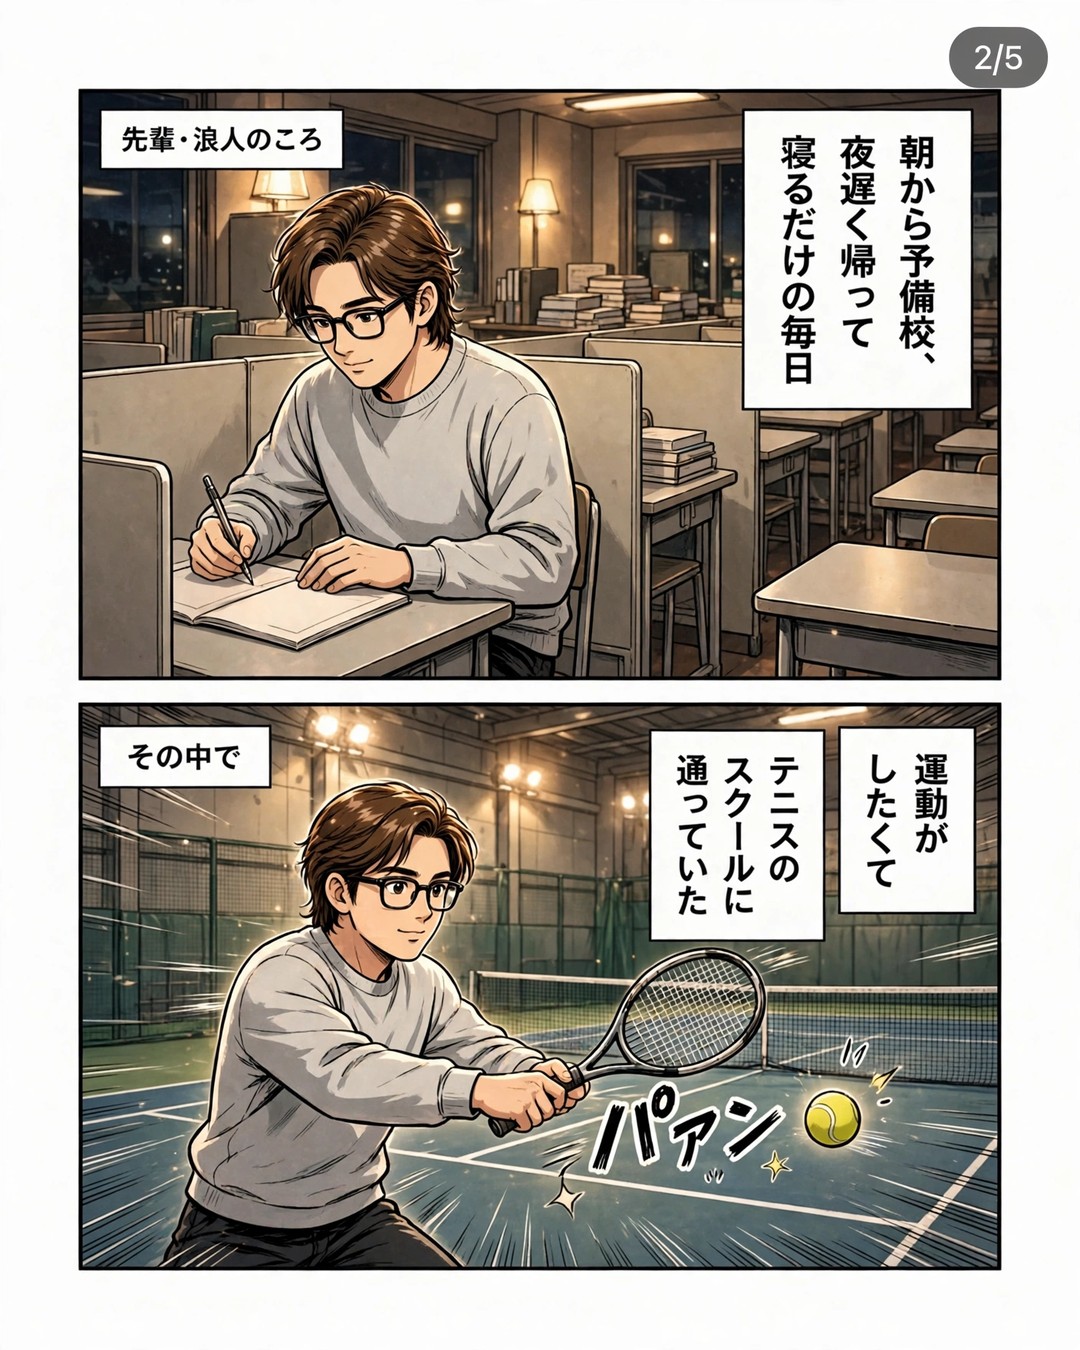 2/5
先輩・浪人のころ
朝から予備校、
夜遅く帰って
寝るだけの毎日
その中で
運動が
したくて
テニスの
スクールに
通っていた
パァン